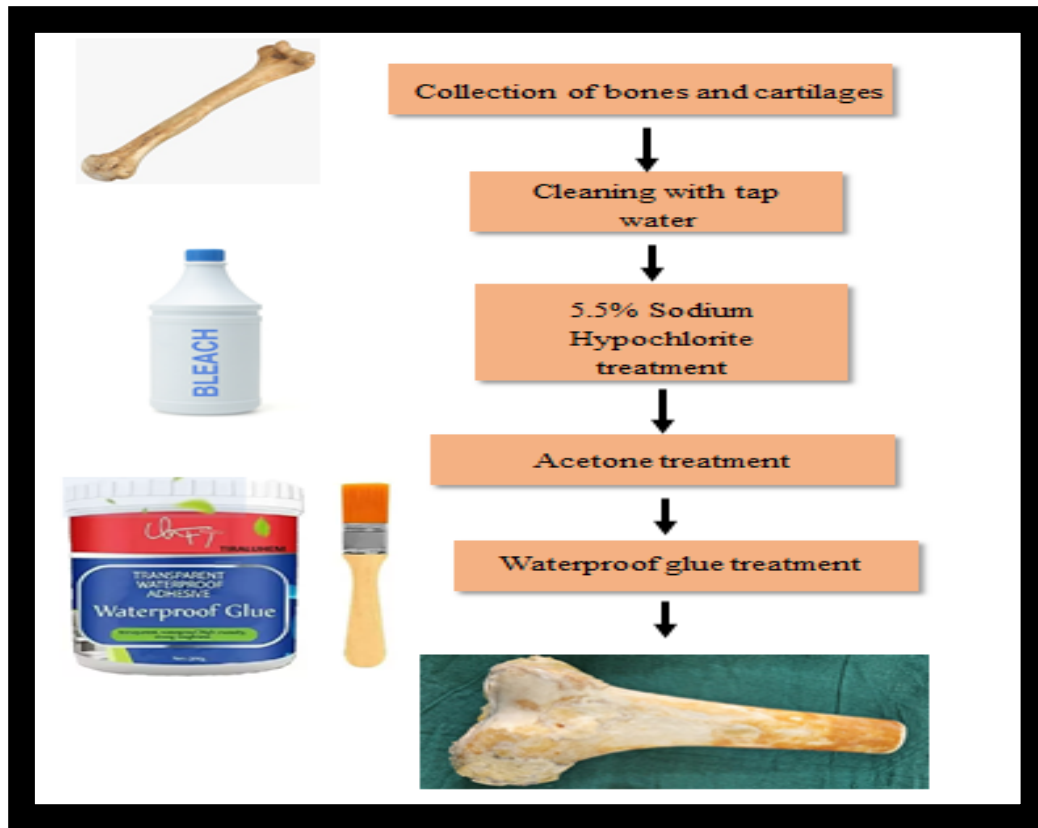 Collection of bones and cartilages
Cleaning with tap
water
5.5% Sodium
Hypochlorite
treatment
Acetone treatment
Waterproof glue treatment
BLEACH
TRANSPARENT
WATERPROOF
ADHESIVE
Waterproof Glue